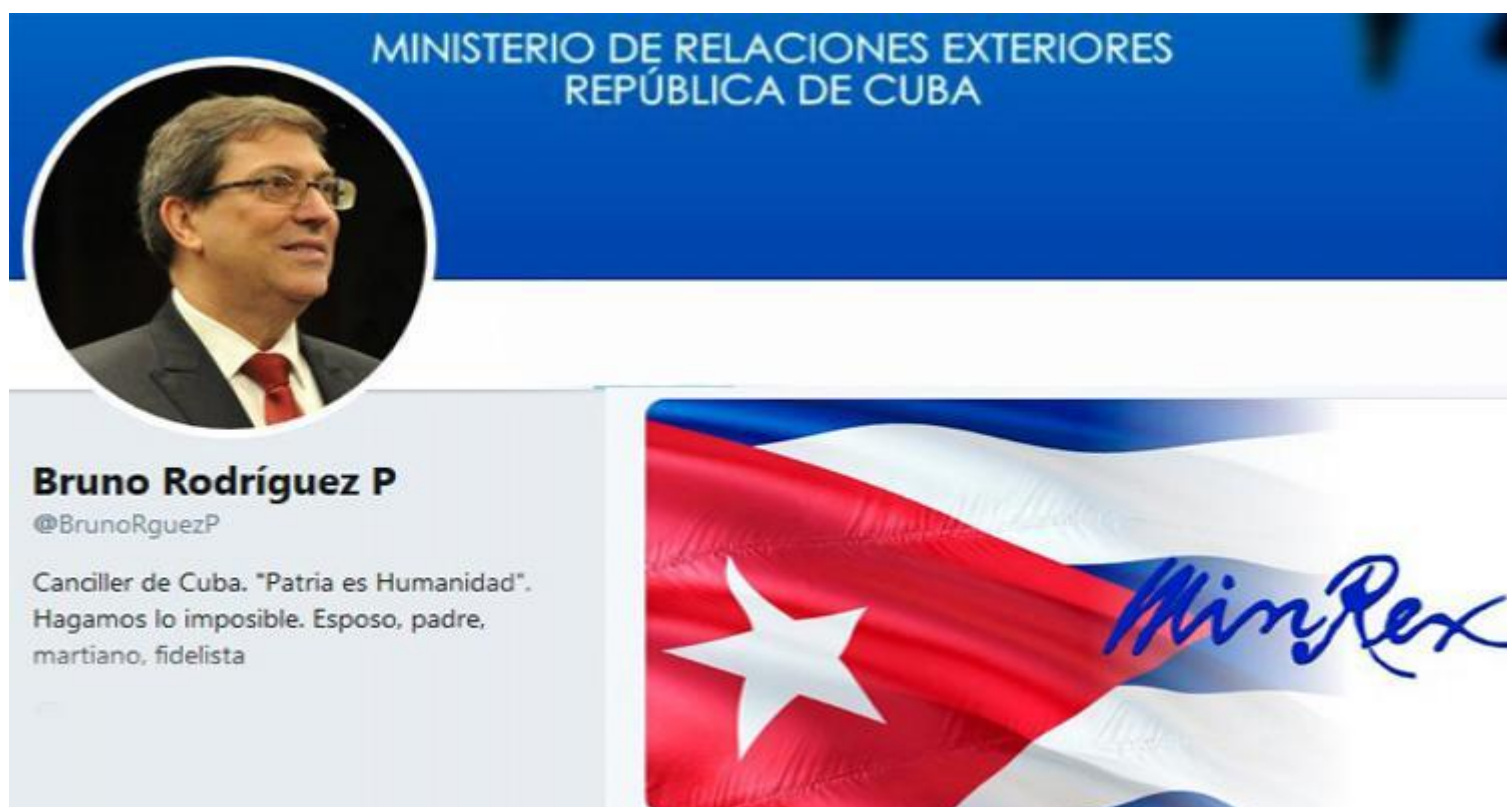 MINISTERIO DE RELACIONES EXTERIORES
REPÚBLICA DE CUBA
Bruno Rodríguez P
@BrunoRguezP
Canciller de Cuba. "Patria es Humanidad".
Hagamos lo imposible. Esposo, padre,
martiano, fidelista
MinRex